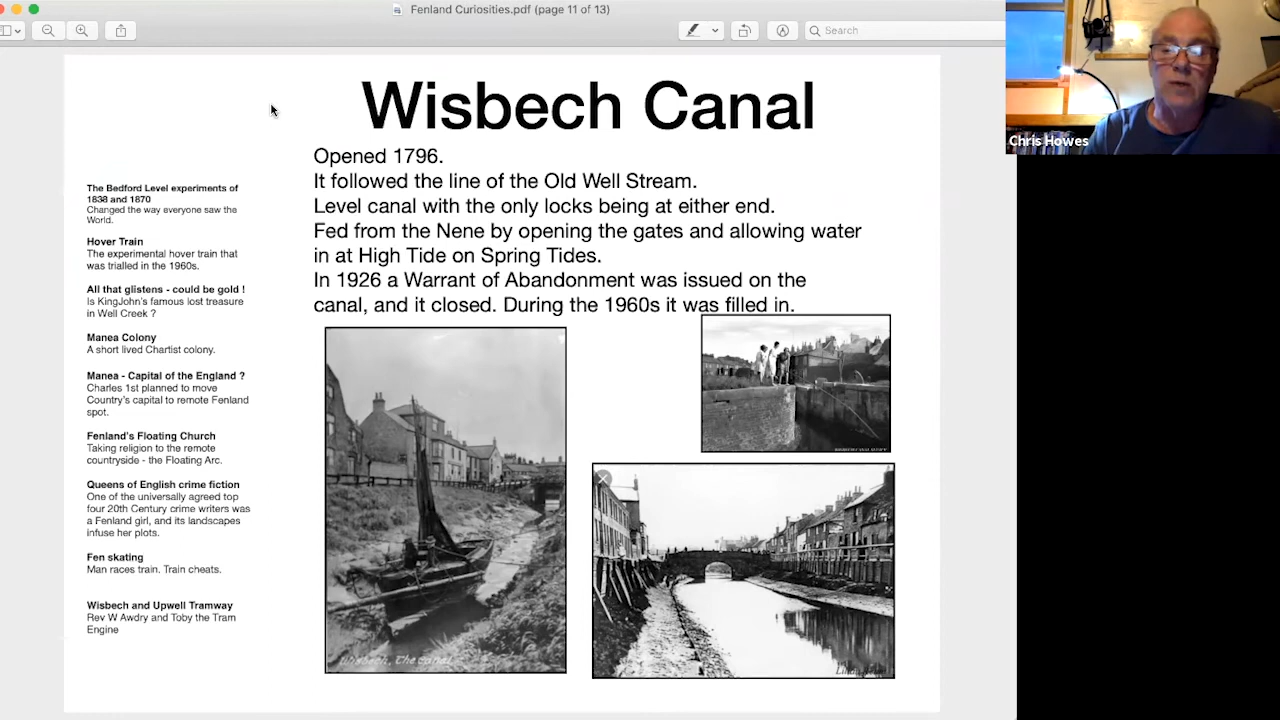 Fenland Curiosities.pdf (page 11 of 13)
Search
Chris Howes
Wisbech Canal
Opened 1796.
It followed the line of the Old Well Stream.
Level canal with the only locks being at either end.
Fed from the Nene by opening the gates and allowing water
in at High Tide on Spring Tides.
In 1926 a Warrant of Abandonment was issued on the
canal, and it closed. During the 1960s it was filled in.
The Bedford Level experiments of
1838 and 1870
Changed the way everyone saw the
World.
Hover Train
The experimental hover train that
was trialled in the 1960s.
All that glistens - could be gold !
Is KingJohn's famous lost treasure
in Well Creek ?
Manea Colony
A short lived Chartist colony.
Manea - Capital of the England ?
Charles 1st planned to move
Country's capital to remote Fenland
spot.
Fenland's Floating Church
Taking religion to the remote
countryside - the Floating Arc.
Queens of English crime fiction
One of the universally agreed top
four 20th Century crime writers was
a Fenland girl, and its landscapes
infuse her plots.
Fen skating
Man races train. Train cheats.
Wisbech and Upwell Tramway
Rev W Awdry and Toby the Tram
Engine
Wisbech, The Canal